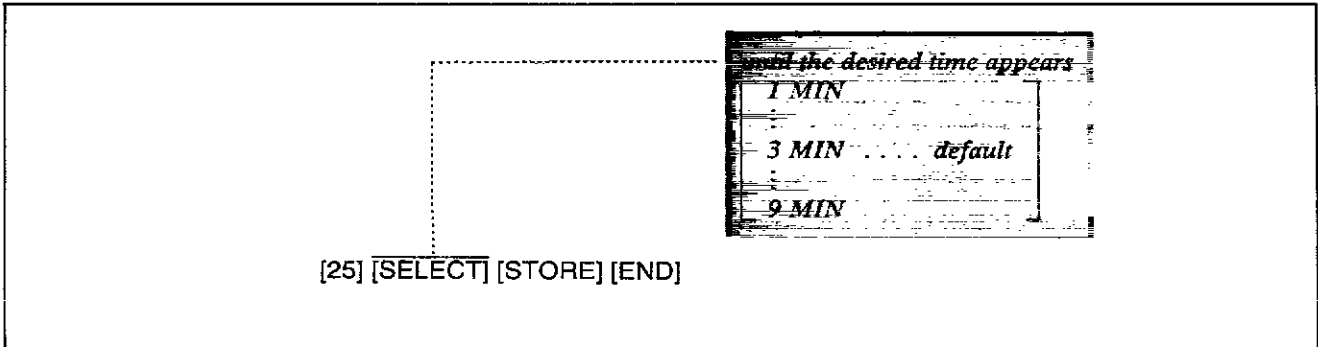 until the desired time appears
1 MIN
:
3 MIN .... default
:
9 MIN
[25] [SELECT] [STORE] [END]